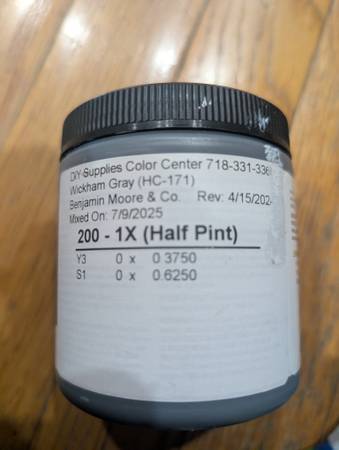 DIY Supplies Color Center 718-331-336
Wickham Gray (HC-171)
Benjamin Moore & Co. Rev: 4/15/202
Mixed On: 7/9/2025
200 - 1X (Half Pint)
Y3 0 x 0.3750
S1 0 x 0.6250